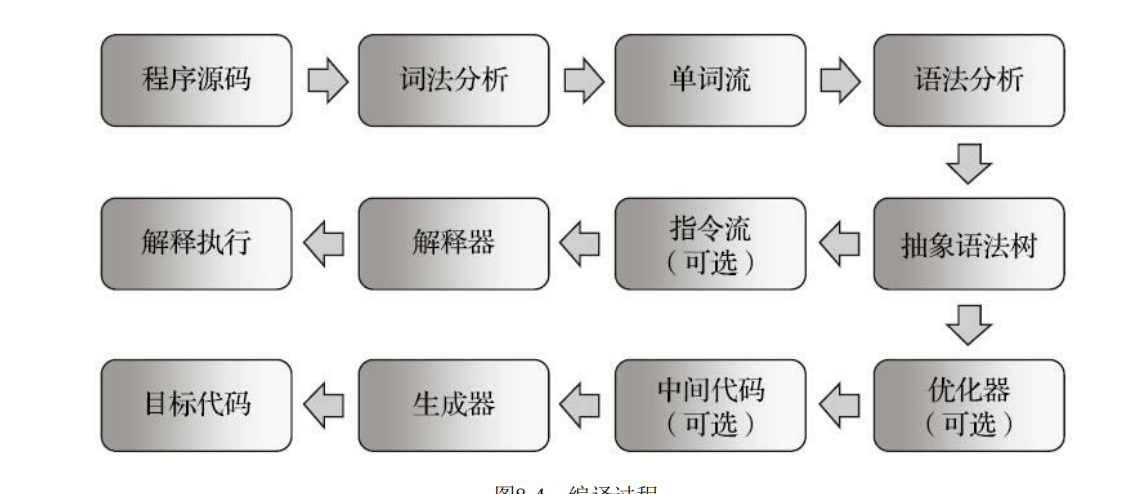 程序源码
词法分析
单词流
语法分析
解释执行
解释器
指令流
（可选）
抽象语法树
目标代码
生成器
中间代码
（可选）
优化器
（可选）
图8-4 编译过程